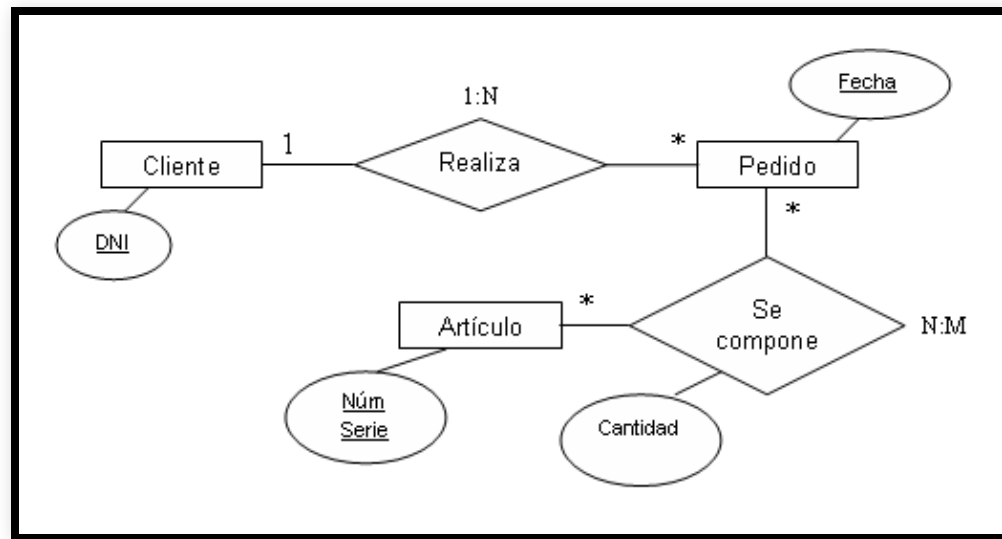 Fecha
1:N
Cliente
1
Realiza
*
Pedido
*
DNI
Artículo
*
Se
compone
N:M
Núm
Serie
Cantidad